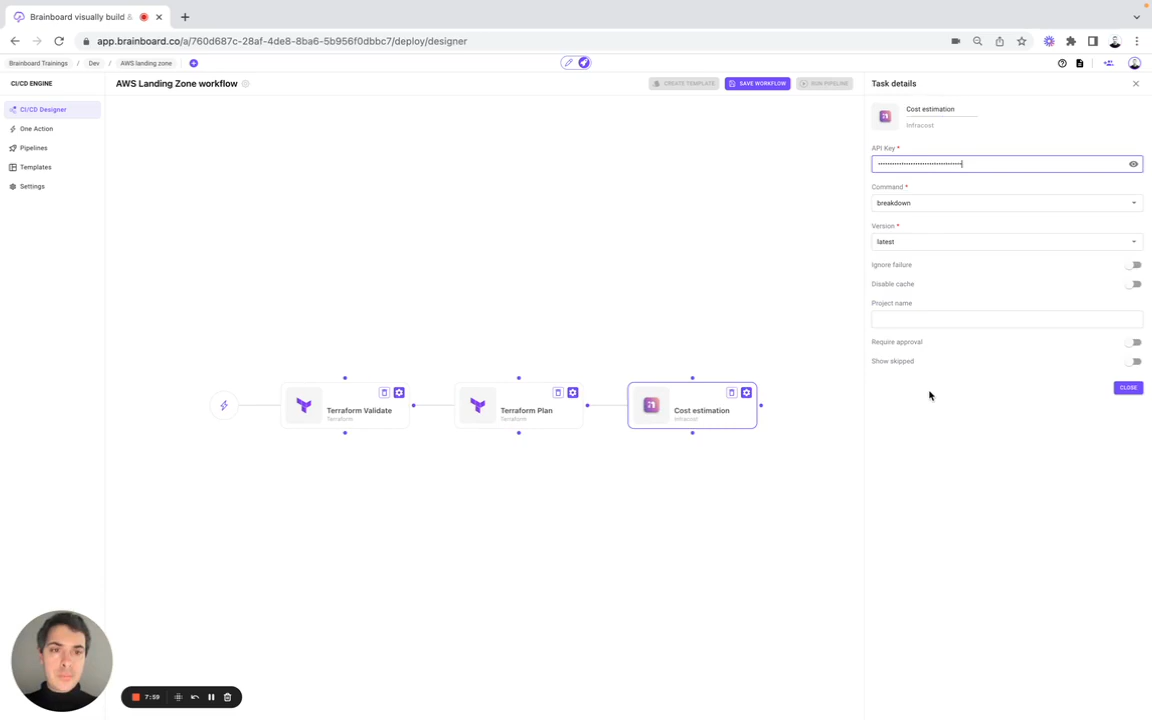 Brainboard visually build &
app.brainboard.co/a/760d687c-28af-4de8-8ba6-5b956f0dbbc7/deploy/designer
Brainboard Trainings / Dev / AWS landing zone
CI/CD ENGINE
CI/CD Designer
One Action
Pipelines
Templates
Settings
AWS Landing Zone workflow
CREATE TEMPLATE
SAVE WORKFLOW
RUN PIPELINE
Terraform Validate
Terraform
Terraform Plan
Terraform
Cost estimation
Infracost
Task details
Cost estimation
Infracost
API Key *
Command *
breakdown
Version *
latest
Ignore failure
Disable cache
Project name
Require approval
Show skipped
CLOSE
7:59